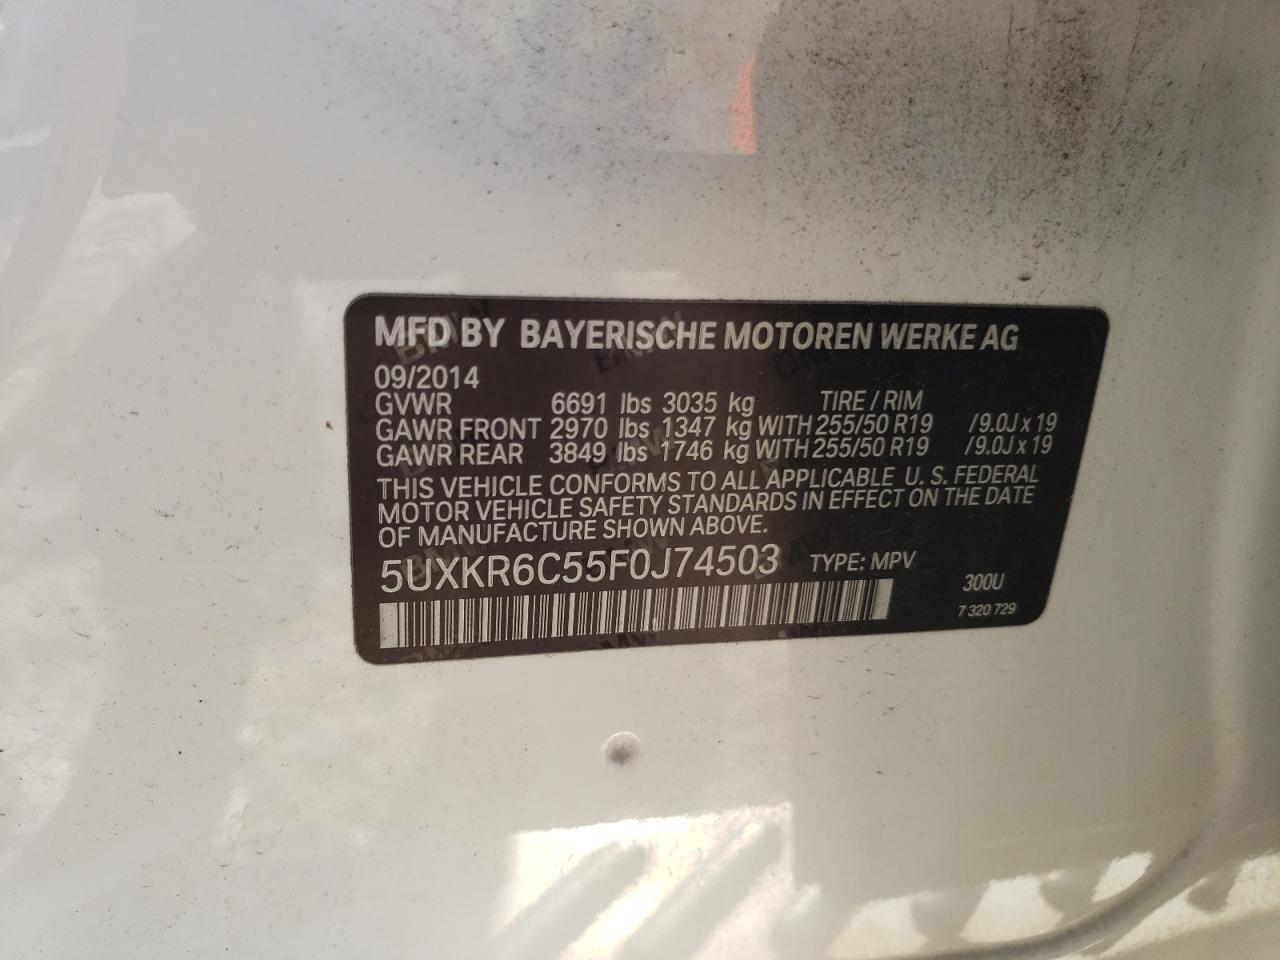 MFD BY BAYERISCHE MOTOREN WERKE AG
09/2014
GVWR 6691 lbs 3035 kg TIRE / RIM
GAWR FRONT 2970 lbs 1347 kg WITH 255/50 R19 /9.0J x 19
GAWR REAR 3849 lbs 1746 kg WITH 255/50 R19 /9.0J x 19
THIS VEHICLE CONFORMS TO ALL APPLICABLE U. S. FEDERAL
MOTOR VEHICLE SAFETY STANDARDS IN EFFECT ON THE DATE
OF MANUFACTURE SHOWN ABOVE.
5UXKR6C55F0J74503 TYPE: MPV
300U
7 320 729